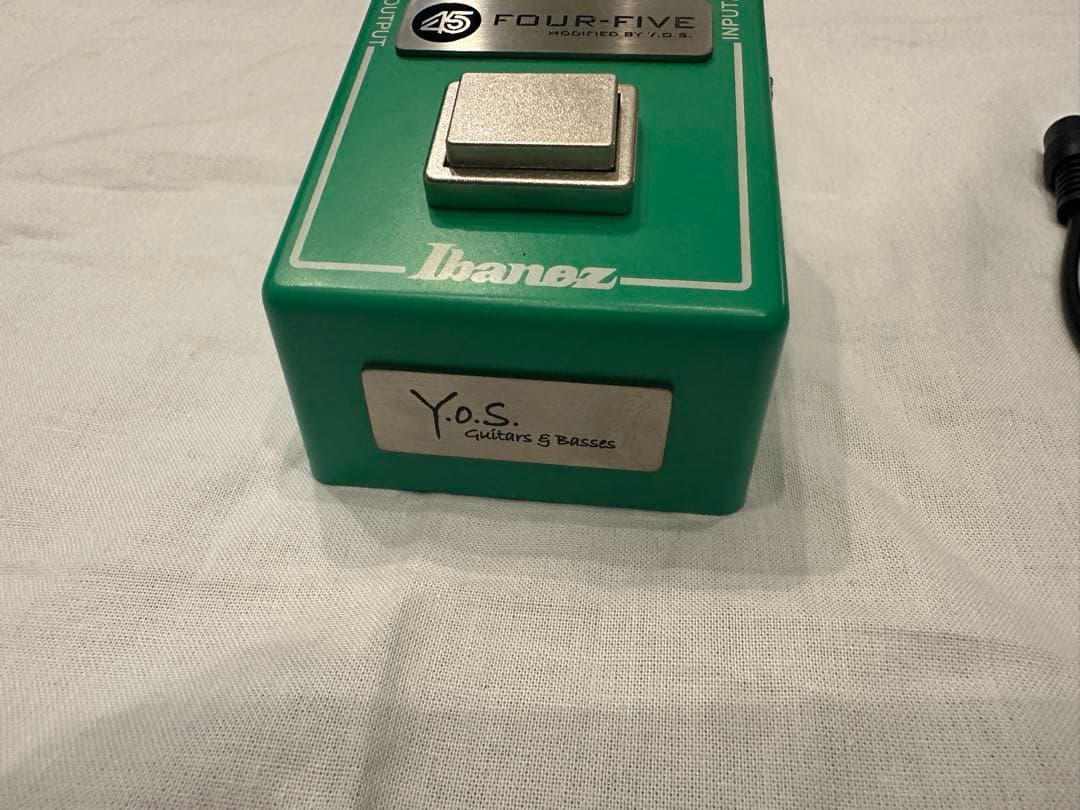 OUTPUT
45 FOUR-FIVE
MODIFIED BY Y.O.S.
INPUT
Ibanez
Y.o.S.
Guitars & Basses